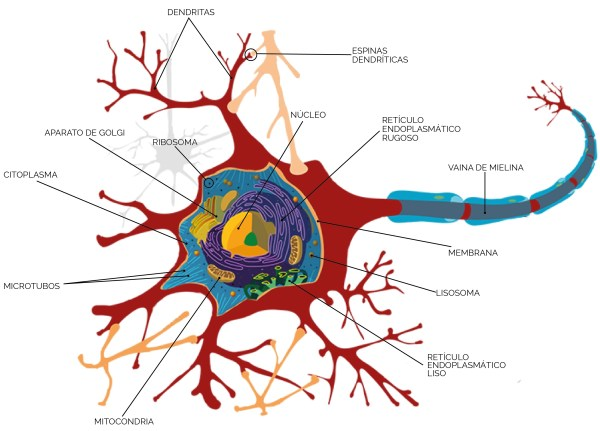 DENDRITAS
ESPINAS
DENDRÍTICAS
NÚCLEO
RETÍCULO
ENDOPLASMÁTICO
RUGOSO
APARATO DE GOLGI
RIBOSOMA
VAINA DE MIELINA
CITOPLASMA
MEMBRANA
MICROTUBOS
LISOSOMA
RETÍCULO
ENDOPLASMÁTICO
LISO
MITOCONDRIA